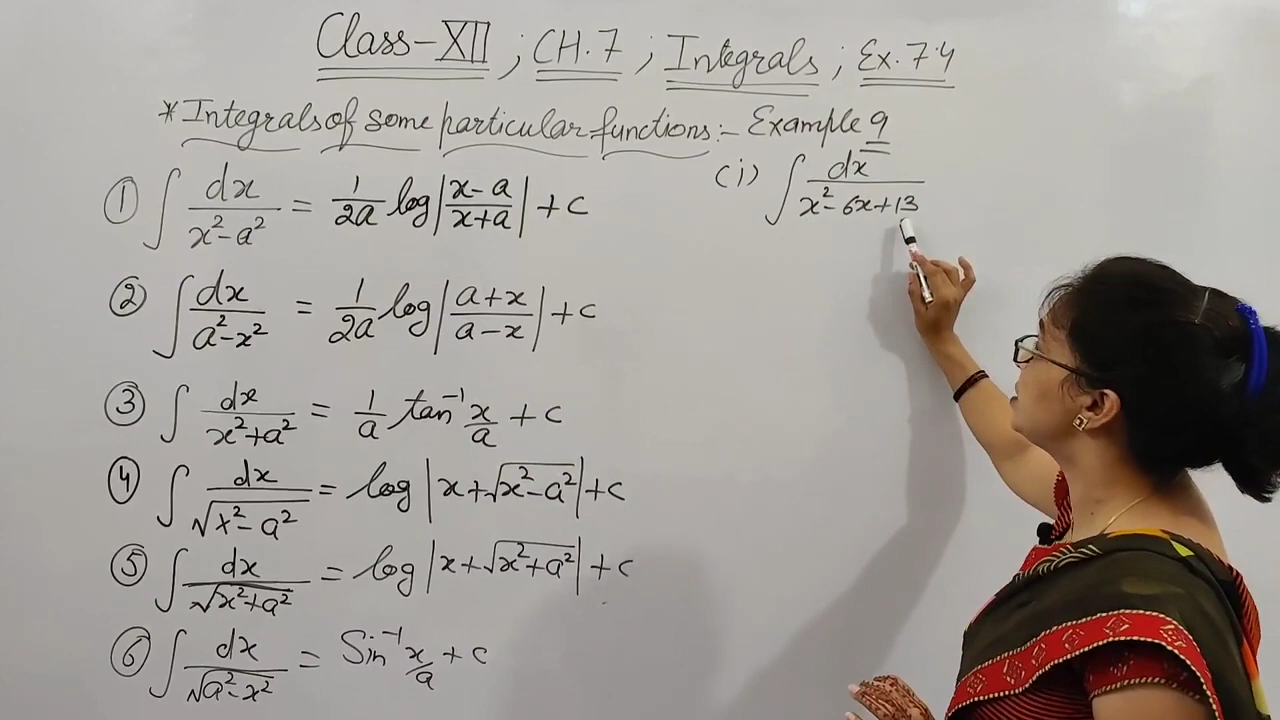 Class-XII ; CH.7 ; Integrals ; Ex. 7.4
*Integrals of some particular functions:- Example 9
(i) ∫ dx / (x² - 6x + 13)
① ∫ dx / (x² - a²) = 1/2a log |(x - a)/(x + a)| + c
② ∫ dx / (a² - x²) = 1/2a log |(a + x)/(a - x)| + c
③ ∫ dx / (x² + a²) = 1/a tan⁻¹ x/a + c
④ ∫ dx / √(x² - a²) = log |x + √(x² - a²)| + c
⑤ ∫ dx / √(x² + a²) = log |x + √(x² + a²)| + c
⑥ ∫ dx / √(a² - x²) = Sin⁻¹ x/a + c